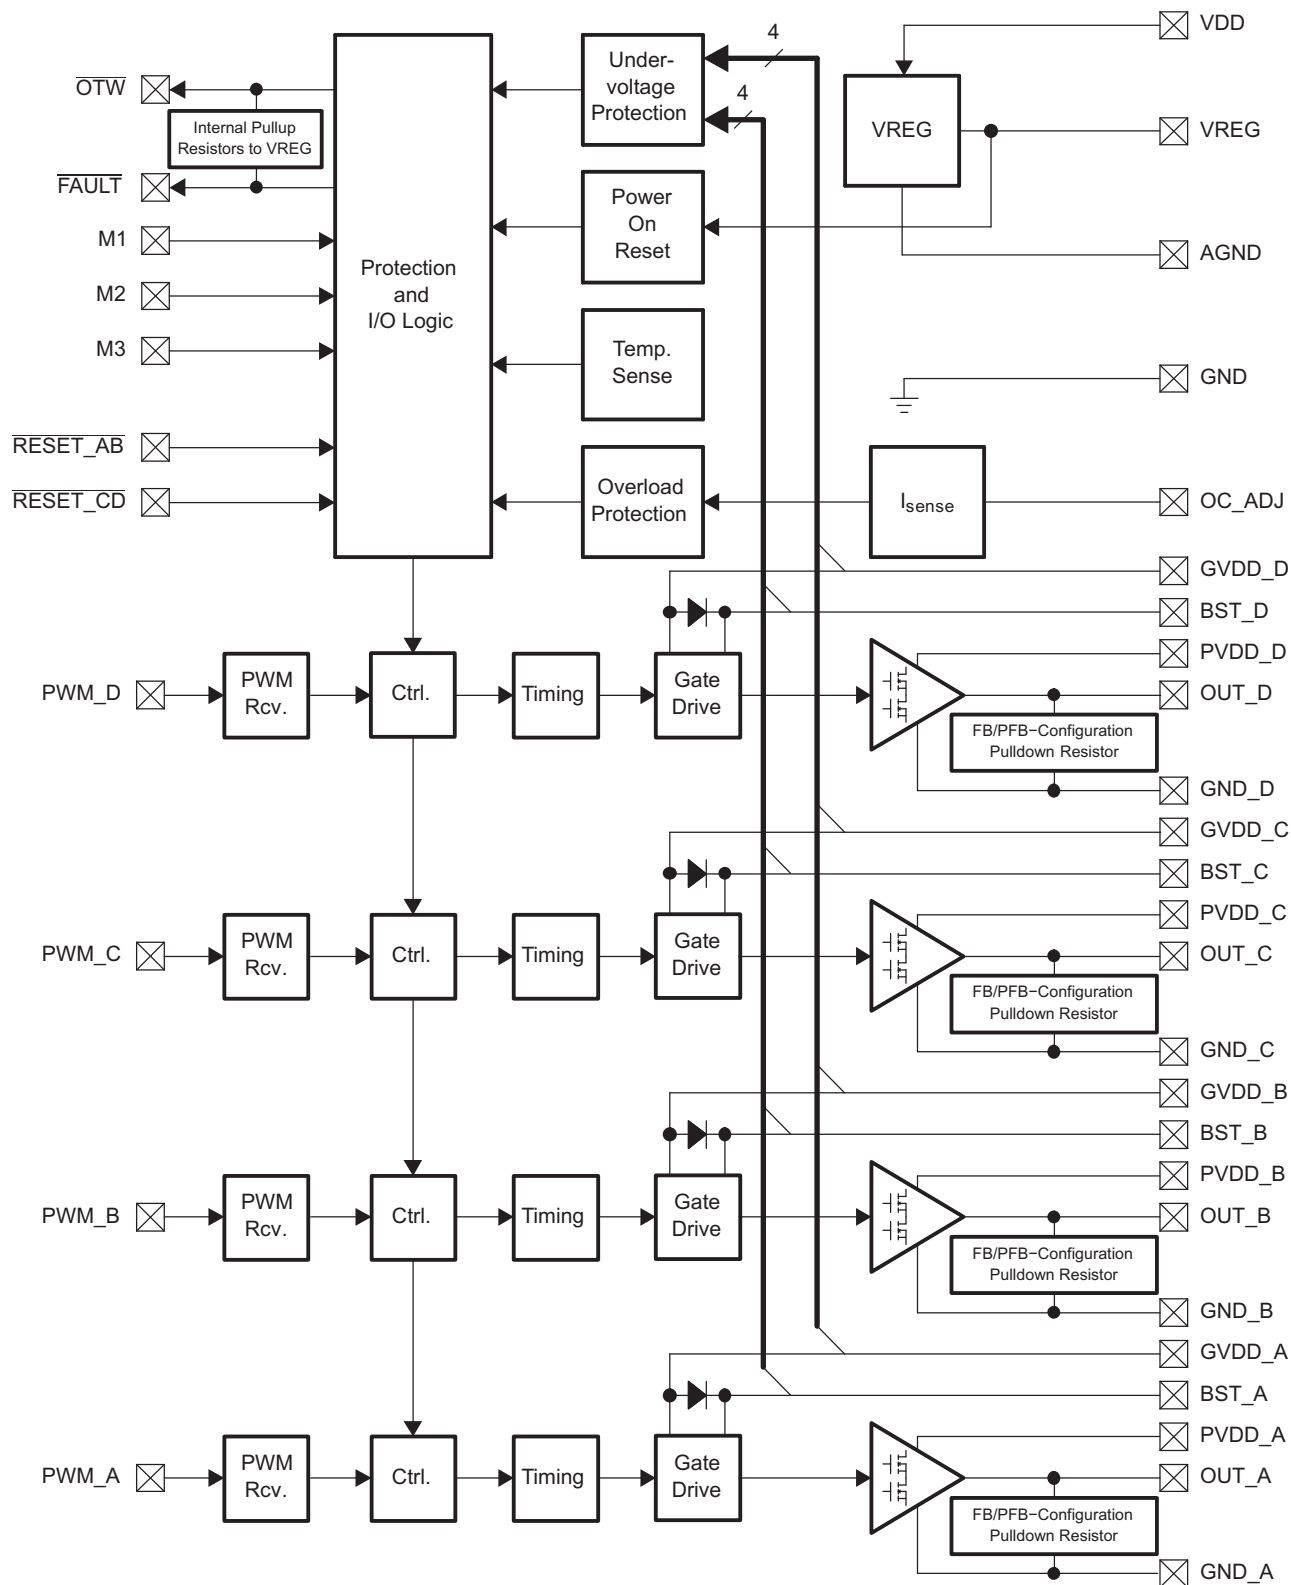 4
VDD
Under-
voltage
Protection
OTW
4
Internal Pullup
Resistors to VREG
VREG
VREG
FAULT
Power
On
Reset
M1
AGND
Protection
and
I/O Logic
M2
M3
Temp.
Sense
GND
RESET_AB
RESET_CD
Overload
Protection
Isense
OC_ADJ
GVDD_D
BST_D
PVDD_D
PWM_D
PWM
Rcv.
Ctrl.
Timing
Gate
Drive
OUT_D
FB/PFB−Configuration
Pulldown Resistor
GND_D
GVDD_C
BST_C
PVDD_C
PWM_C
PWM
Rcv.
Ctrl.
Timing
Gate
Drive
OUT_C
FB/PFB−Configuration
Pulldown Resistor
GND_C
GVDD_B
BST_B
PVDD_B
PWM_B
PWM
Rcv.
Ctrl.
Timing
Gate
Drive
OUT_B
FB/PFB−Configuration
Pulldown Resistor
GND_B
GVDD_A
BST_A
PVDD_A
PWM_A
PWM
Rcv.
Ctrl.
Timing
Gate
Drive
OUT_A
FB/PFB−Configuration
Pulldown Resistor
GND_A